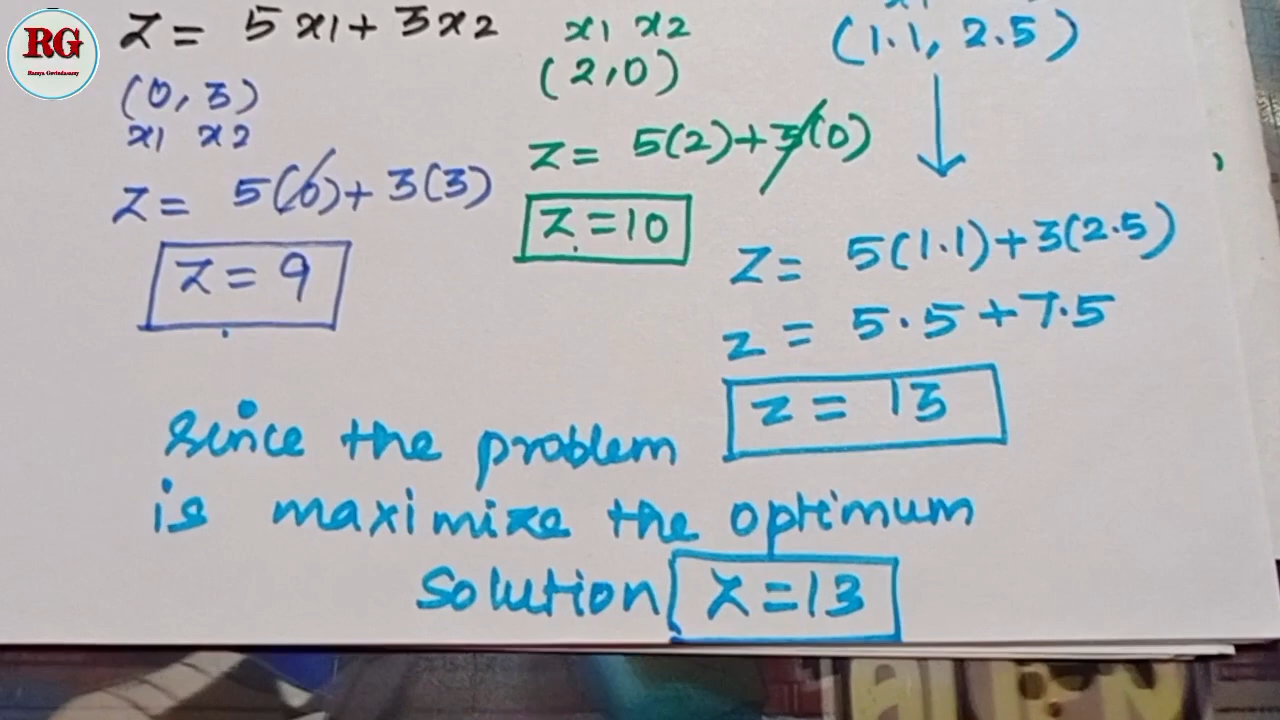 RG
Ramya Govindasamy
Z = 5x1 + 3x2
(0, 3)
x1 x2
Z = 5(0) + 3(3)
Z = 9
x1 x2
(2, 0)
Z = 5(2) + 3(0)
Z = 10
(1.1, 2.5)
Z = 5(1.1) + 3(2.5)
z = 5.5 + 7.5
z = 13
since the problem
is maximize the optimum
solution Z = 13